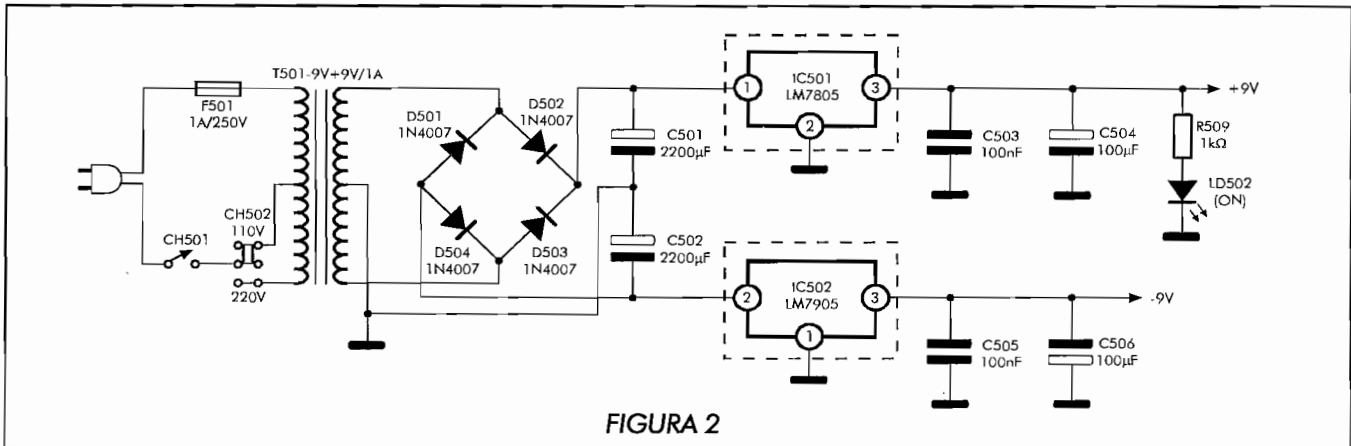 T501-9V+9V/1A
F501
1A/250V
CH501
CH502
110V
220V
D501
1N4007
D502
1N4007
D504
1N4007
D503
1N4007
C501
2200µF
C502
2200µF
1
IC501
LM7805
3
2
2
IC502
LM7905
3
1
C503
100nF
C504
100µF
C505
100nF
C506
100µF
+9V
R509
1kΩ
LD502
(ON)
-9V
FIGURA 2